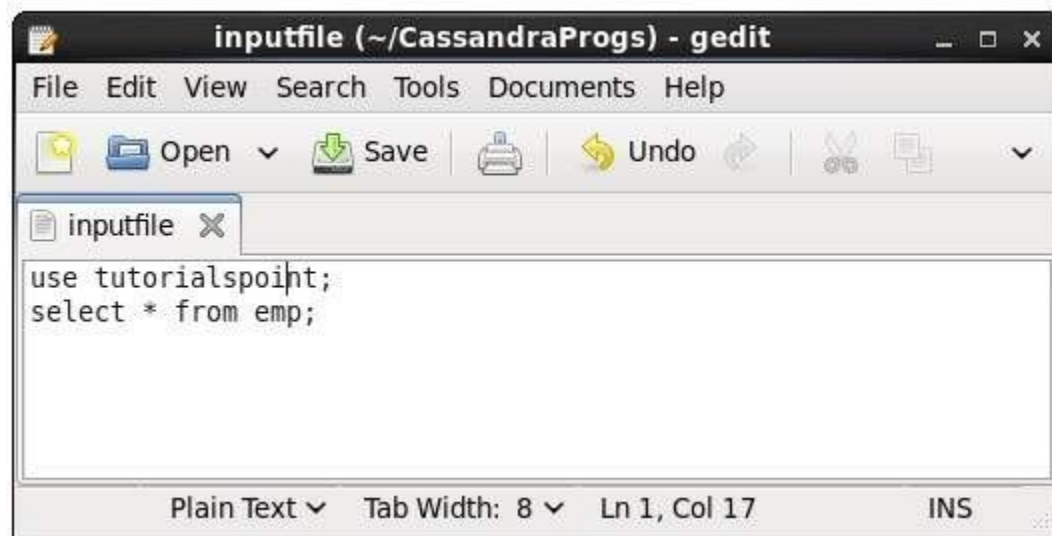 inputfile (~/CassandraProgs) - gedit
File Edit View Search Tools Documents Help
Open Save Undo
inputfile
use tutorialspoint;
select * from emp;
Plain Text Tab Width: 8 Ln 1, Col 17 INS